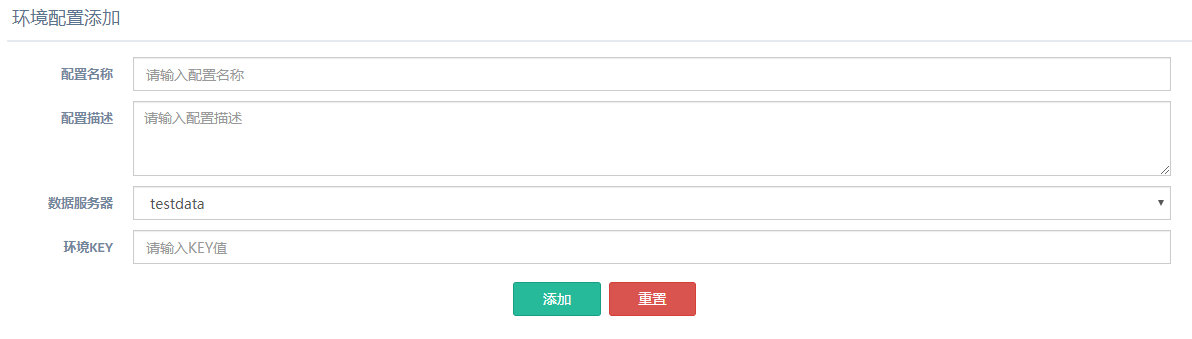 环境配置添加
配置名称
请输入配置名称
配置描述
请输入配置描述
数据服务器
testdata
环境KEY
请输入KEY值
添加
重置